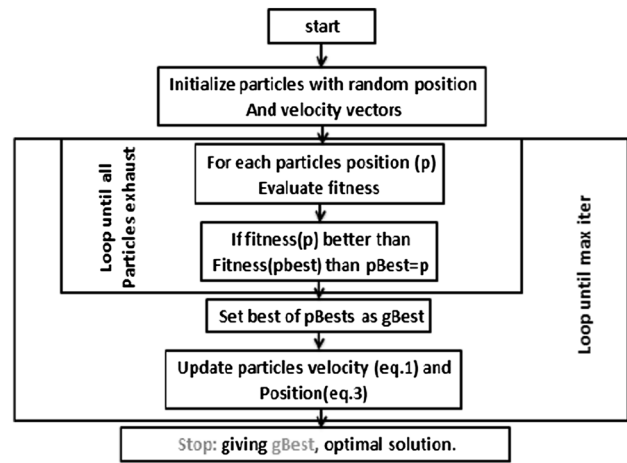 start
Initialize particles with random position
And velocity vectors
Loop until all
Particles exhaust
For each particles position (p)
Evaluate fitness
If fitness(p) better than
Fitness(pbest) than pBest=p
Loop until max iter
Set best of pBests as gBest
Update particles velocity (eq.1) and
Position(eq.3)
Stop: giving gBest, optimal solution.